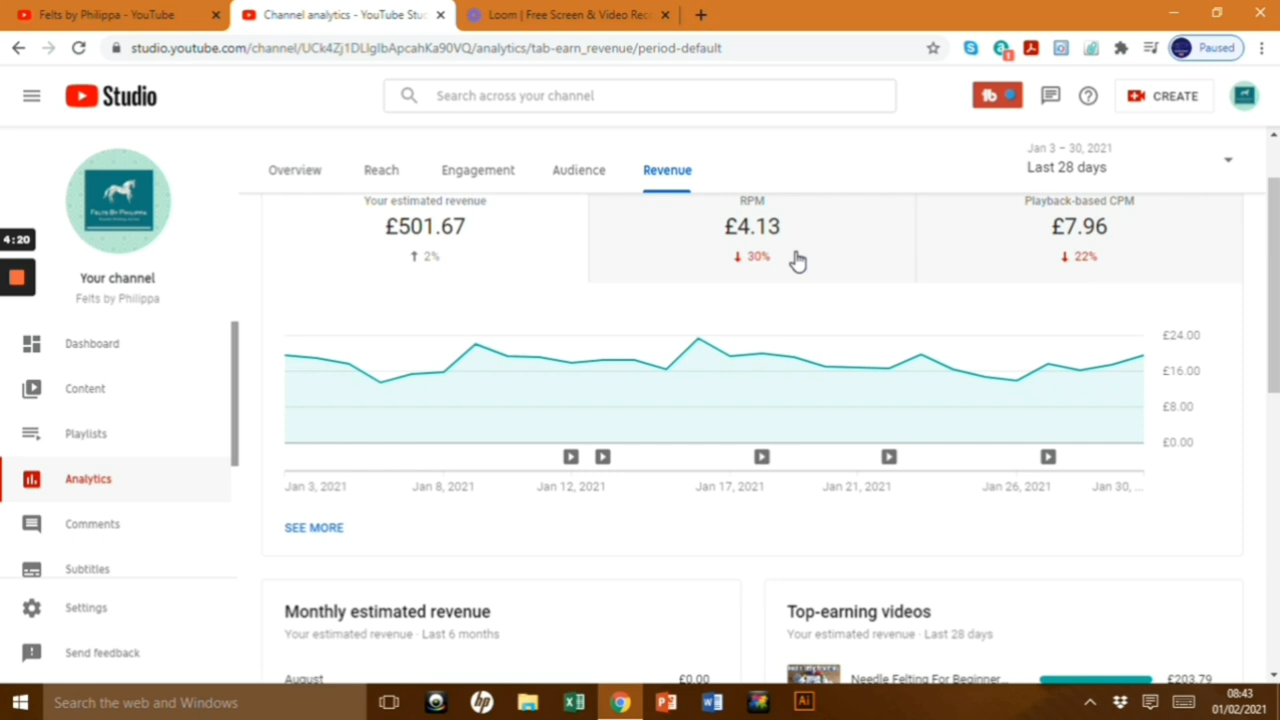 Felts by Philippa - YouTube
Channel analytics - YouTube Stu
Loom | Free Screen & Video Rec
studio.youtube.com/channel/UCk4Zj1DLIgIbApcahKa90VQ/analytics/tab-earn_revenue/period-default
Paused
Studio
Search across your channel
CREATE
FELTS BY PHILIPPA
Your channel
Felts by Philippa
4:20
Dashboard
Content
Playlists
Analytics
Comments
Subtitles
Settings
Send feedback
Overview
Reach
Engagement
Audience
Revenue
Jan 3 – 30, 2021
Last 28 days
Your estimated revenue
£501.67
↑ 2%
RPM
£4.13
↓ 30%
Playback-based CPM
£7.96
↓ 22%
£24.00
£16.00
£8.00
£0.00
Jan 3, 2021
Jan 8, 2021
Jan 12, 2021
Jan 17, 2021
Jan 21, 2021
Jan 26, 2021
Jan 30, ...
SEE MORE
Monthly estimated revenue
Your estimated revenue · Last 6 months
August
£0.00
Top-earning videos
Your estimated revenue · Last 28 days
Needle Felting For Beginner...
£203.79
Search the web and Windows
08:43
01/02/2021